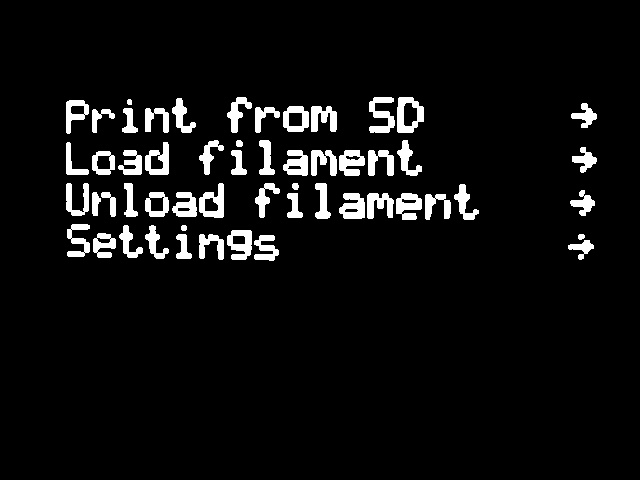 Print from SD →
Load filament →
Unload filament →
Settings →